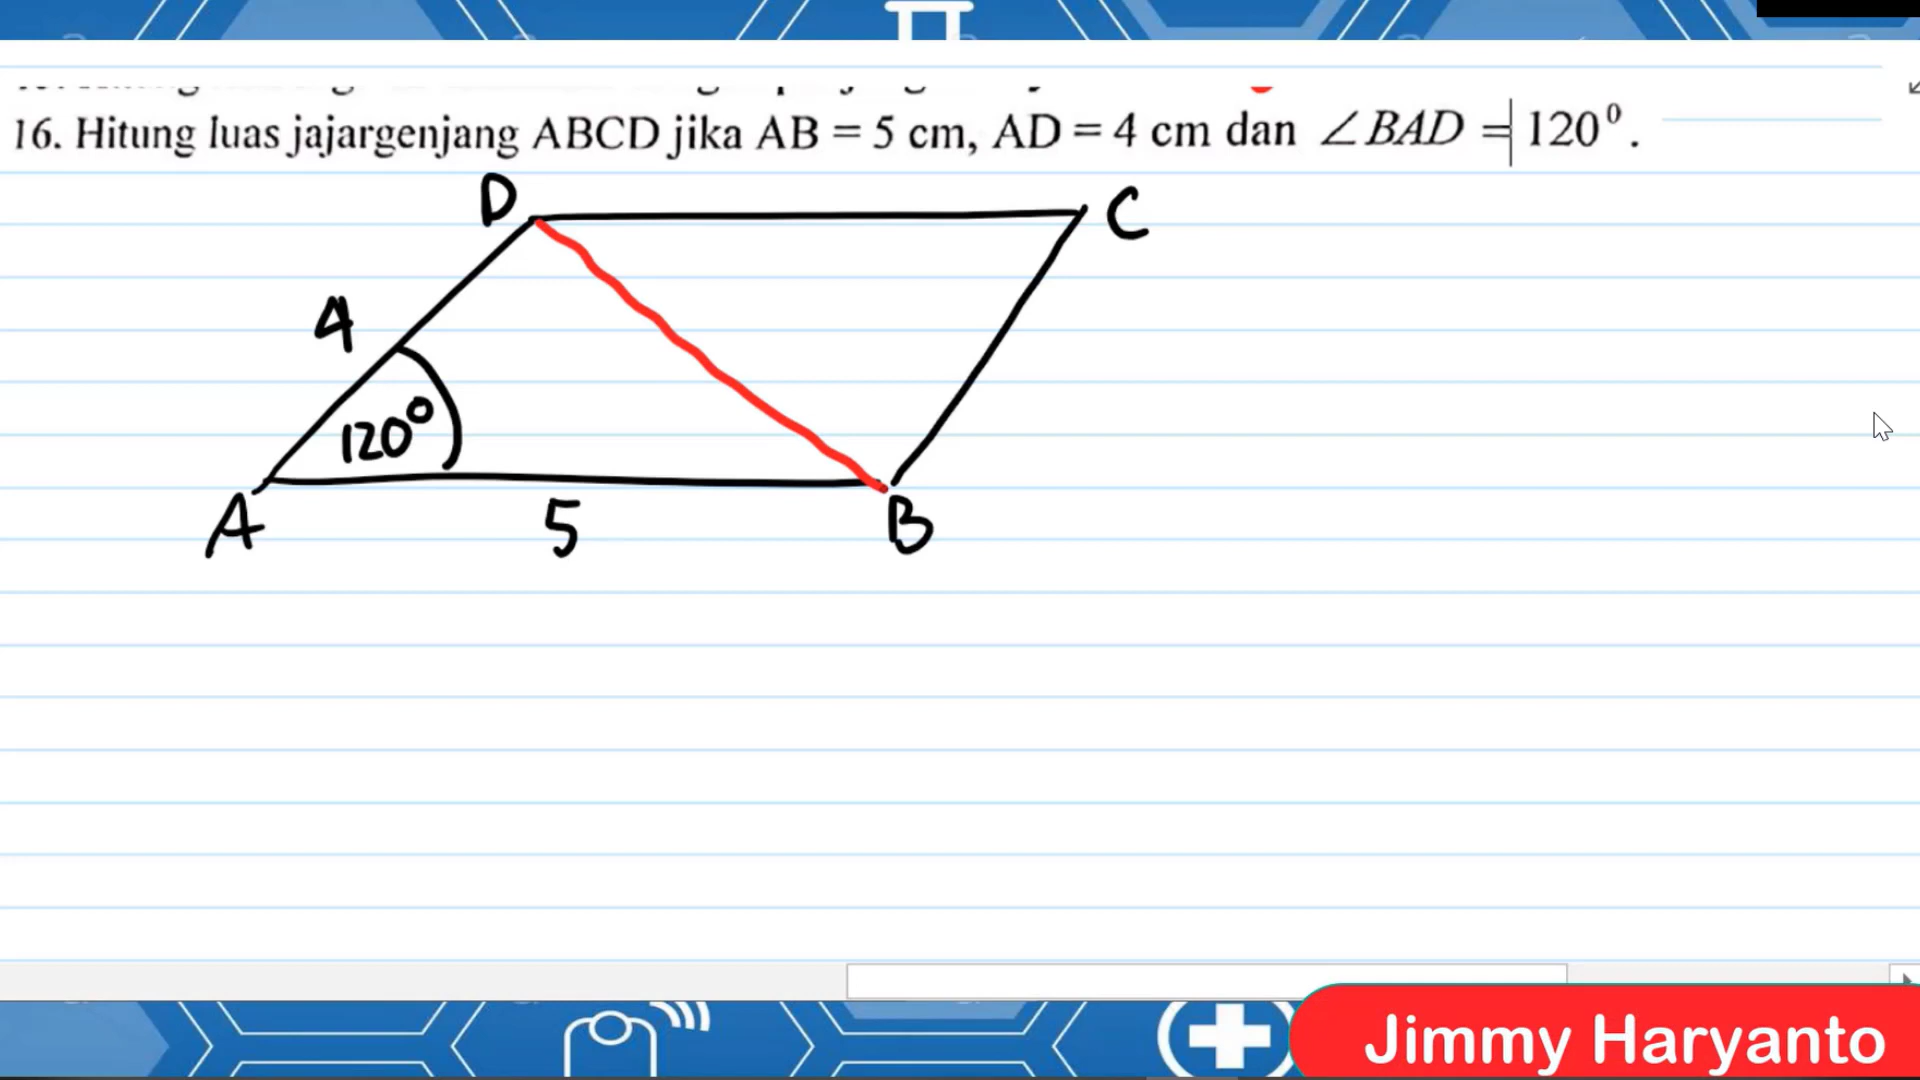 16. Hitung luas jajargenjang ABCD jika AB = 5 cm, AD = 4 cm dan ∠BAD = 120⁰.
D
C
4
120°
A
5
B
Jimmy Haryanto